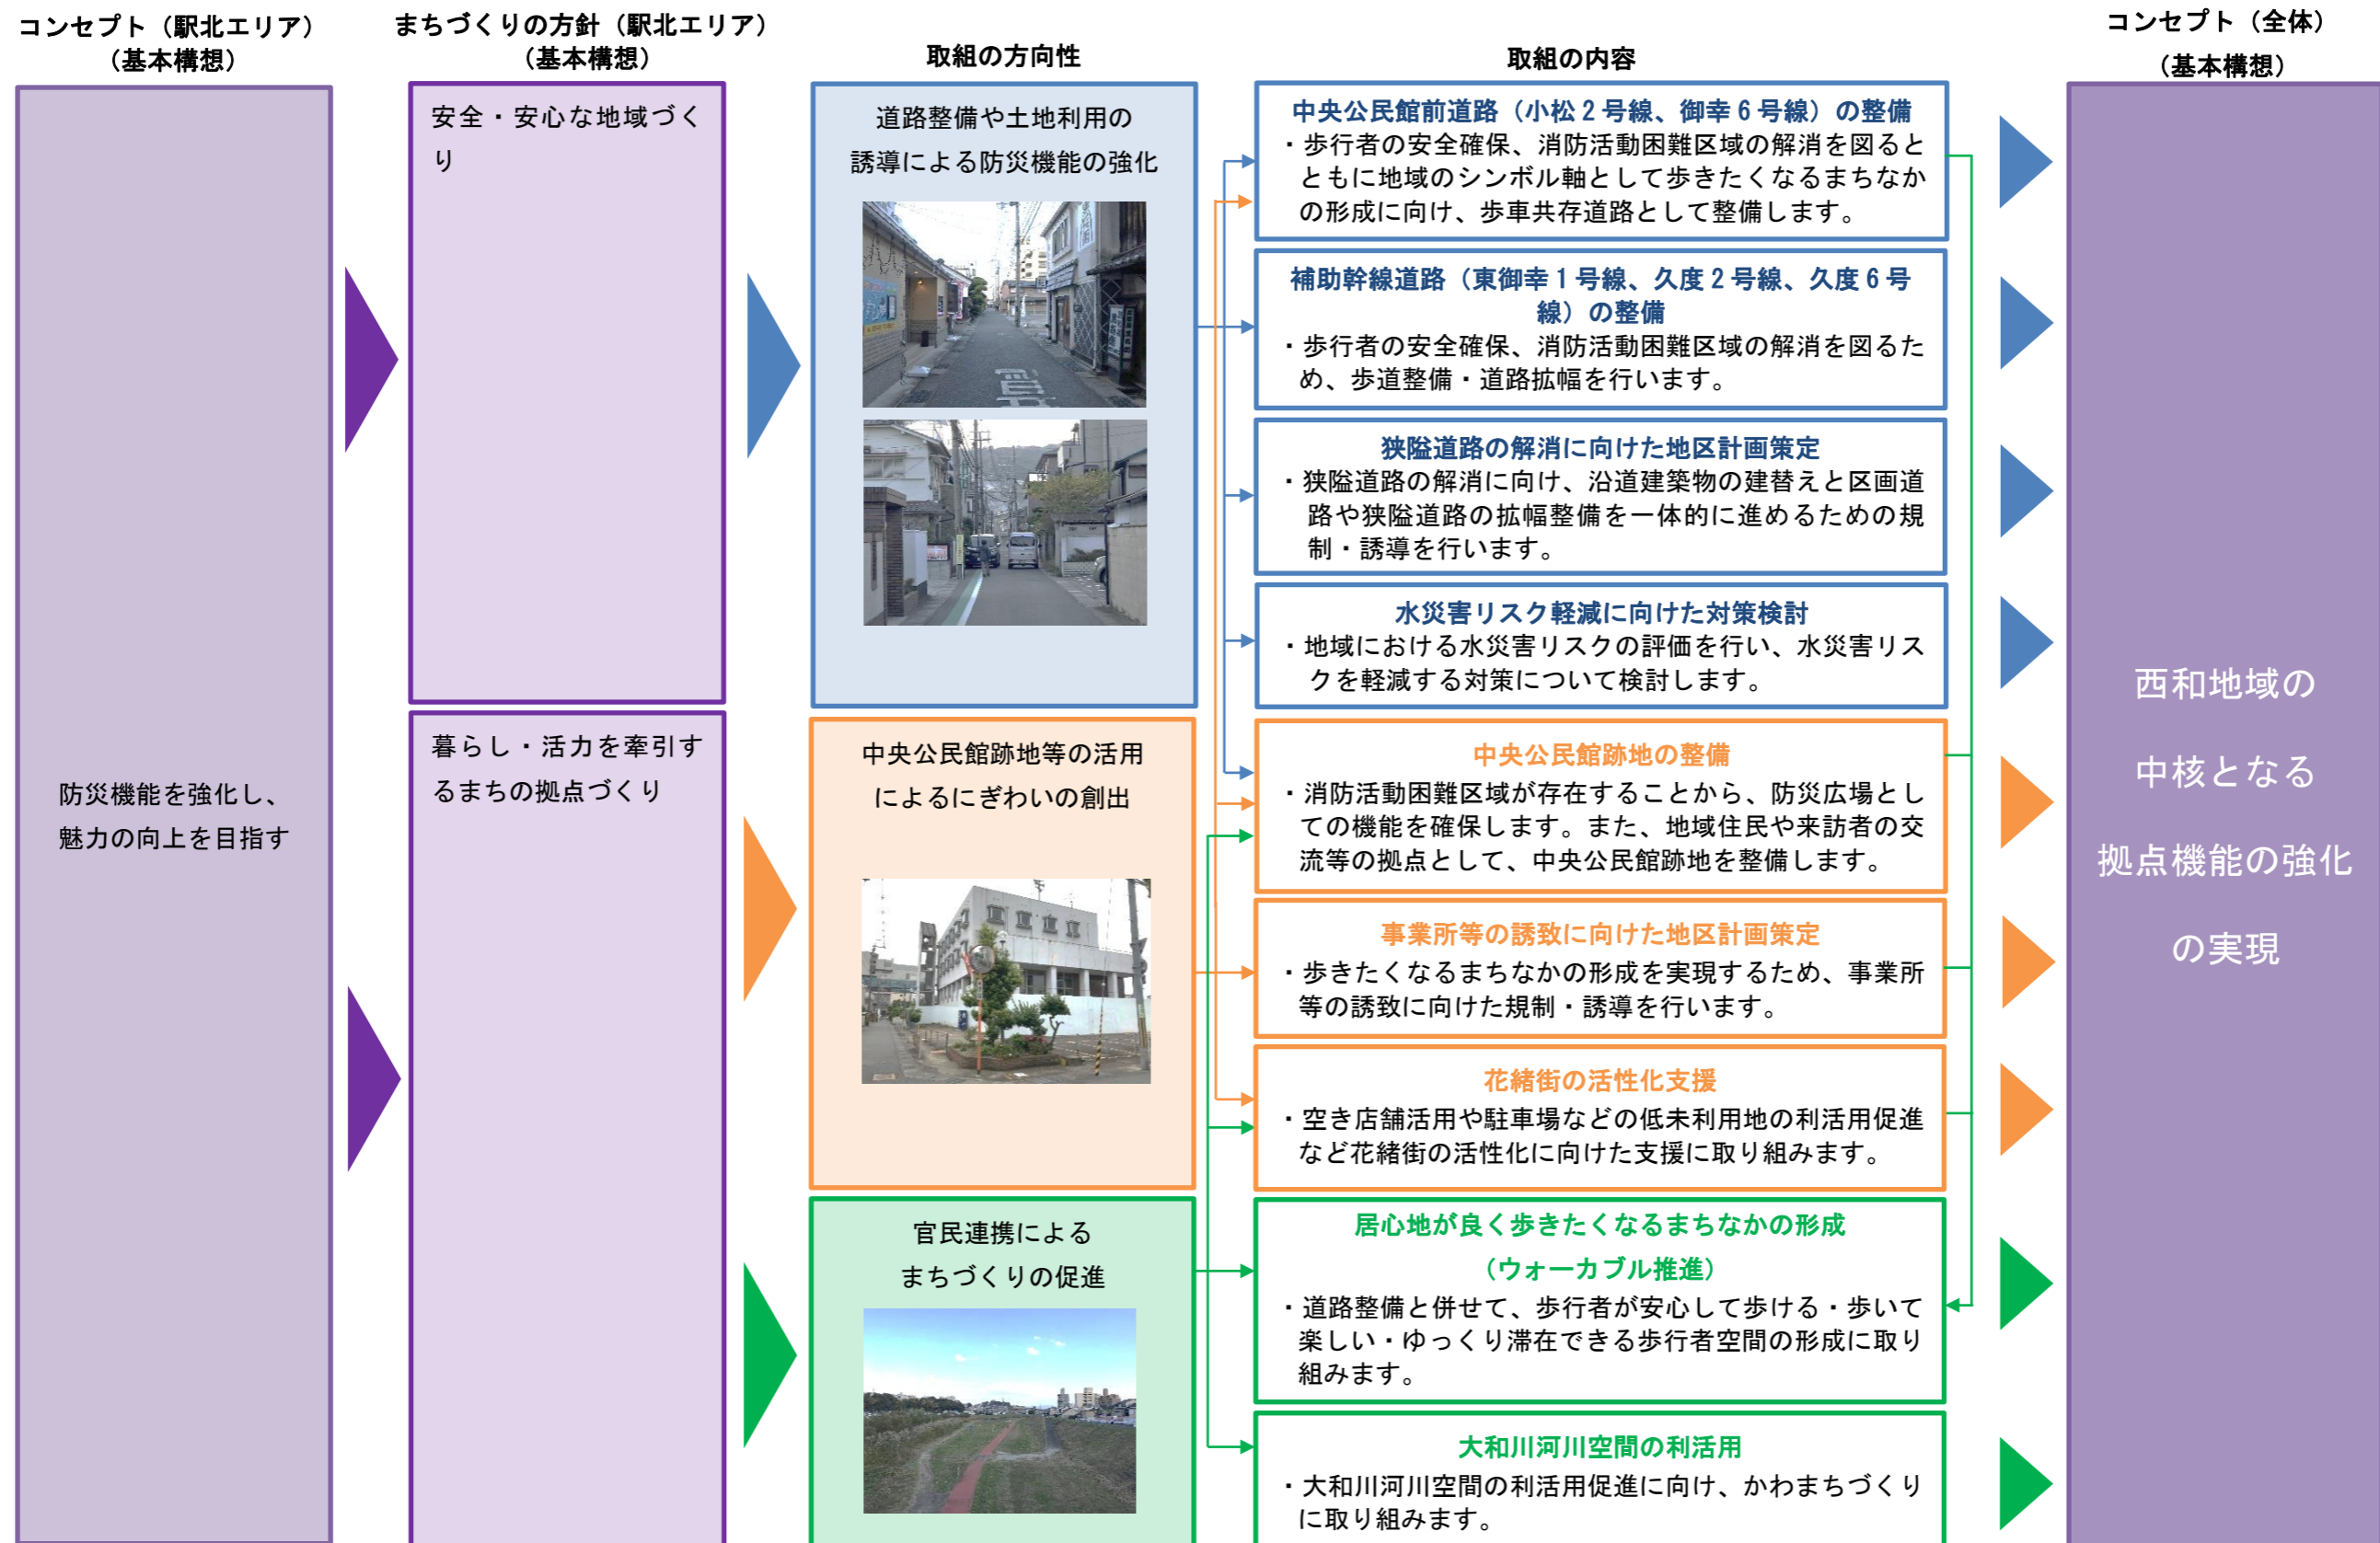 コンセプト（駅北エリア）
（基本構想）
まちづくりの方針（駅北エリア）
（基本構想）
取組の方向性
取組の内容
コンセプト（全体）
（基本構想）
防災機能を強化し、
魅力の向上を目指す
安全・安心な地域づく
り
暮らし・活力を牽引す
るまちの拠点づくり
道路整備や土地利用の
誘導による防災機能の強化
中央公民館跡地等の活用
によるにぎわいの創出
官民連携による
まちづくりの促進
中央公民館前道路（小松２号線、御幸６号線）の整備
・歩行者の安全確保、消防活動困難区域の解消を図ると
ともに地域のシンボル軸として歩きたくなるまちなか
の形成に向け、歩車共存道路として整備します。
補助幹線道路（東御幸１号線、久度２号線、久度６号
線）の整備
・歩行者の安全確保、消防活動困難区域の解消を図るた
め、歩道整備・道路拡幅を行います。
狭隘道路の解消に向けた地区計画策定
・狭隘道路の解消に向け、沿道建築物の建替えと区画道
路や狭隘道路の拡幅整備を一体的に進めるための規
制・誘導を行います。
水災害リスク軽減に向けた対策検討
・地域における水災害リスクの評価を行い、水災害リス
クを軽減する対策について検討します。
中央公民館跡地の整備
・消防活動困難区域が存在することから、防災広場とし
ての機能を確保します。また、地域住民や来訪者の交
流等の拠点として、中央公民館跡地を整備します。
事業所等の誘致に向けた地区計画策定
・歩きたくなるまちなかの形成を実現するため、事業所
等の誘致に向けた規制・誘導を行います。
花緒街の活性化支援
・空き店舗活用や駐車場などの低未利用地の利活用促進
など花緒街の活性化に向けた支援に取り組みます。
居心地が良く歩きたくなるまちなかの形成
（ウォーカブル推進）
・道路整備と併せて、歩行者が安心して歩ける・歩いて
楽しい・ゆっくり滞在できる歩行者空間の形成に取り
組みます。
大和川河川空間の利活用
・大和川河川空間の利活用促進に向け、かわまちづくり
に取り組みます。
西和地域の
中核となる
拠点機能の強化
の実現